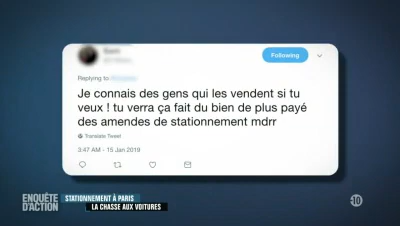 Following
Replying to
Je connais des gens qui les vendent si tu
veux ! tu verra ça fait du bien de plus payé
des amendes de stationnement mdrr
Translate Tweet
3:47 AM - 15 Jan 2019
ENQUÊTE
D'ACTION
STATIONNEMENT À PARIS
LA CHASSE AUX VOITURES
10